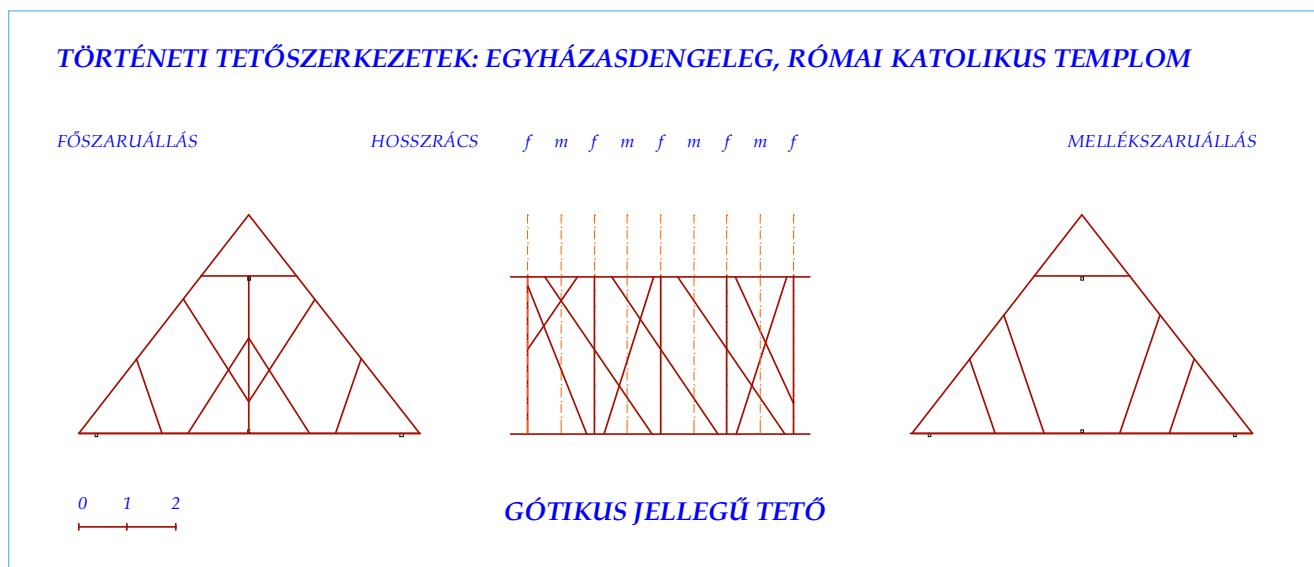 TÖRTÉNETI TETŐSZERKEZETEK: EGYHÁZASDENGELEG, RÓMAI KATOLIKUS TEMPLOM
FŐSZARUÁLLÁS HOSSZRÁCS f m f m f m f m f MELLÉKSZARUÁLLÁS
0 1 2
GÓTIKUS JELLEGŰ TETŐ